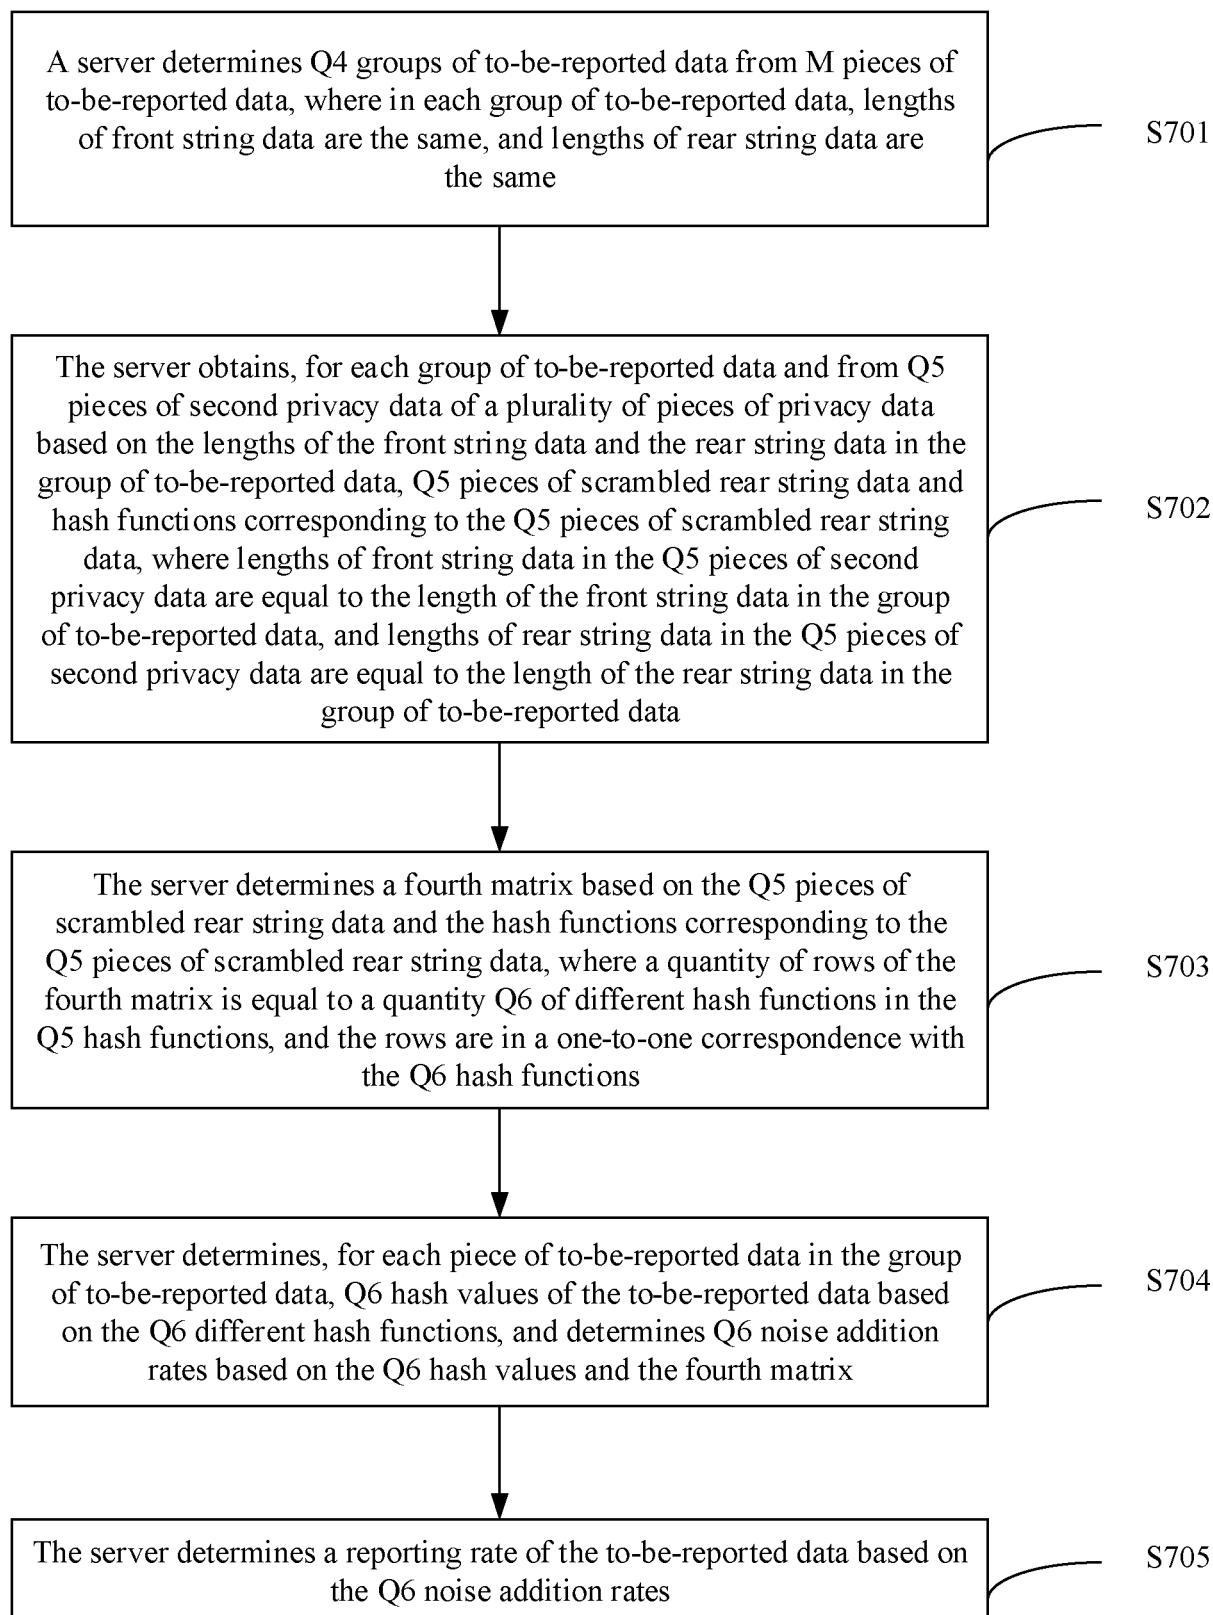 A server determines Q4 groups of to-be-reported data from M pieces of
to-be-reported data, where in each group of to-be-reported data, lengths
of front string data are the same, and lengths of rear string data are
the same
S701
The server obtains, for each group of to-be-reported data and from Q5
pieces of second privacy data of a plurality of pieces of privacy data
based on the lengths of the front string data and the rear string data in the
group of to-be-reported data, Q5 pieces of scrambled rear string data and
hash functions corresponding to the Q5 pieces of scrambled rear string
data, where lengths of front string data in the Q5 pieces of second
privacy data are equal to the length of the front string data in the group
of to-be-reported data, and lengths of rear string data in the Q5 pieces of
second privacy data are equal to the length of the rear string data in the
group of to-be-reported data
S702
The server determines a fourth matrix based on the Q5 pieces of
scrambled rear string data and the hash functions corresponding to the
Q5 pieces of scrambled rear string data, where a quantity of rows of the
fourth matrix is equal to a quantity Q6 of different hash functions in the
Q5 hash functions, and the rows are in a one-to-one correspondence with
the Q6 hash functions
S703
The server determines, for each piece of to-be-reported data in the group
of to-be-reported data, Q6 hash values of the to-be-reported data based
on the Q6 different hash functions, and determines Q6 noise addition
rates based on the Q6 hash values and the fourth matrix
S704
The server determines a reporting rate of the to-be-reported data based on
the Q6 noise addition rates
S705